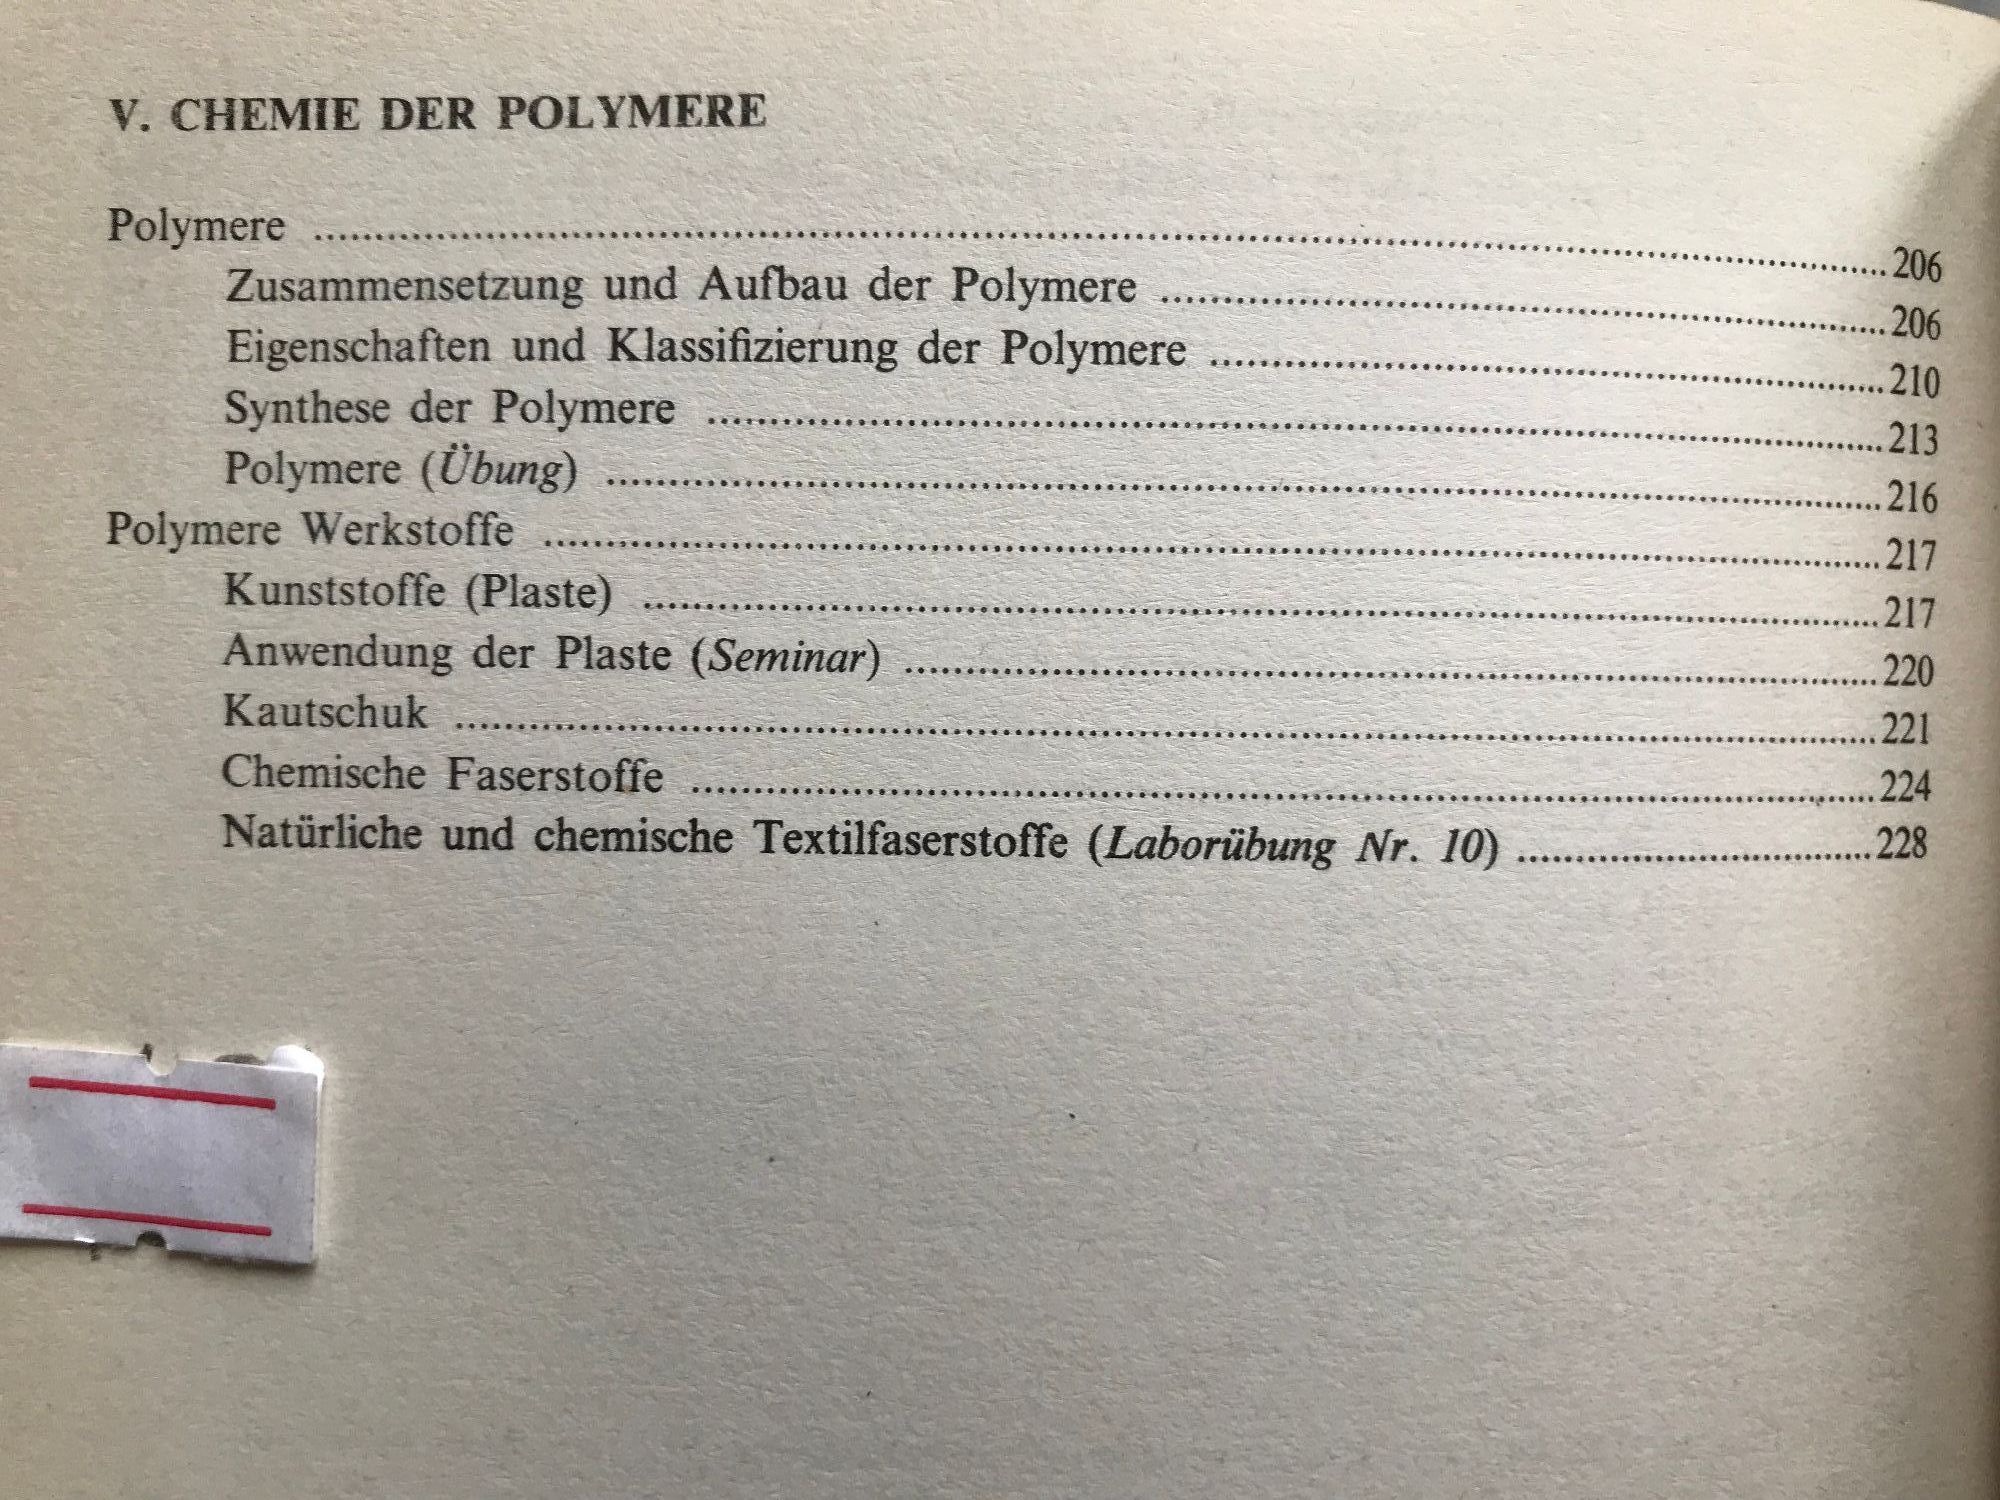 V. CHEMIE DER POLYMERE
Polymere ........................................................................ 206
Zusammensetzung und Aufbau der Polymere ........................................ 206
Eigenschaften und Klassifizierung der Polymere ................................ 210
Synthese der Polymere ........................................................ 213
Polymere (Übung) ............................................................. 216
Polymere Werkstoffe .......................................................... 217
Kunststoffe (Plaste) ......................................................... 217
Anwendung der Plaste (Seminar) ............................................... 220
Kautschuk .................................................................... 221
Chemische Faserstoffe ........................................................ 224
Natürliche und chemische Textilfaserstoffe (Laborübung Nr. 10) ............... 228